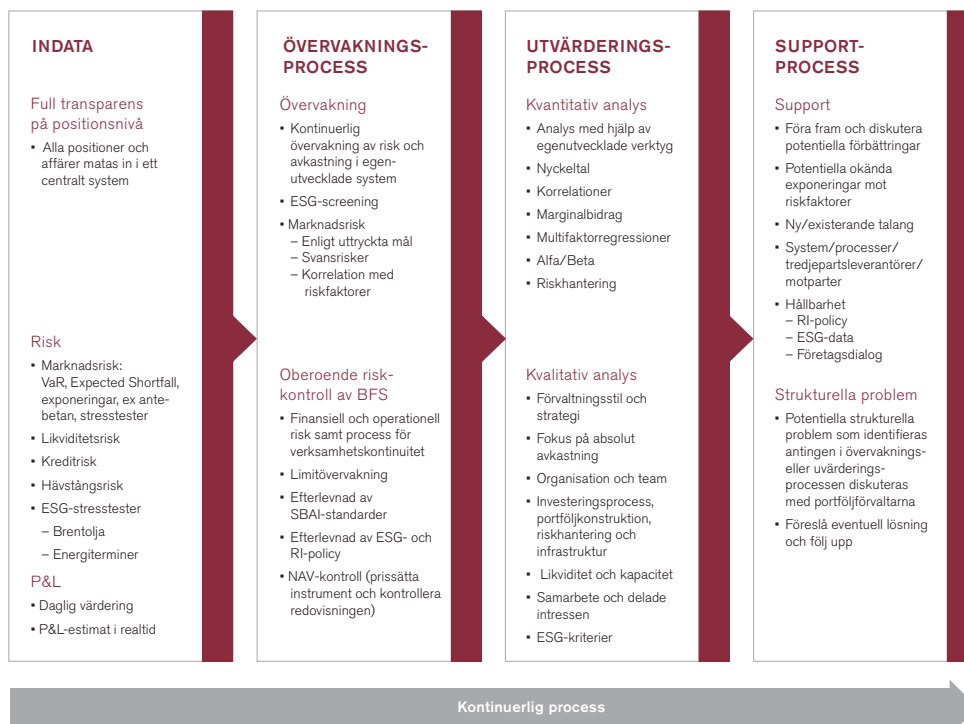 INDATA
Full transparens
på positionsnivå
▪ Alla positioner och
affärer matas in i ett
centralt system
Risk
▪ Marknadsrisk:
VaR, Expected Shortfall,
exponeringar, ex ante-
betan, stresstester
▪ Likviditetsrisk
▪ Kreditrisk
▪ Hävstångsrisk
▪ ESG-stresstester
– Brentolja
– Energiterminer
P&L
▪ Daglig värdering
▪ P&L-estimat i realtid
ÖVERVAKNINGS-
PROCESS
Övervakning
▪ Kontinuerlig
övervakning av risk och
avkastning i egen-
utvecklade system
▪ ESG-screening
▪ Marknadsrisk
– Enligt uttryckta mål
– Svansrisker
– Korrelation med
riskfaktorer
Oberoende risk-
kontroll av BFS
▪ Finansiell och operationell
risk samt process för
verksamhetskontinuitet
▪ Limitövervakning
▪ Efterlevnad av
SBAI-standarder
▪ Efterlevnad av ESG- och
RI-policy
▪ NAV-kontroll (prissätta
instrument och kontrollera
redovisningen)
UTVÄRDERINGS-
PROCESS
Kvantitativ analys
▪ Analys med hjälp av
egenutvecklade verktyg
▪ Nyckeltal
▪ Korrelationer
▪ Marginalbidrag
▪ Multifaktorregressioner
▪ Alfa/Beta
▪ Riskhantering
Kvalitativ analys
▪ Förvaltningsstil och
strategi
▪ Fokus på absolut
avkastning
▪ Organisation och team
▪ Investeringsprocess,
portföljkonstruktion,
riskhantering och
infrastruktur
▪ Likviditet och kapacitet
▪ Samarbete och delade
intressen
▪ ESG-kriterier
SUPPORT-
PROCESS
Support
▪ Föra fram och diskutera
potentiella förbättringar
▪ Potentiella okända
exponeringar mot
riskfaktorer
▪ Ny/existerande talang
▪ System/processer/
tredjepartsleverantörer/
motparter
▪ Hållbarhet
– RI-policy
– ESG-data
– Företagsdialog
Strukturella problem
▪ Potentiella strukturella
problem som identifieras
antingen i övervaknings-
eller uvärderings-
processen diskuteras
med portföljförvaltarna
▪ Föreslå eventuell lösning
och följ upp
Kontinuerlig process